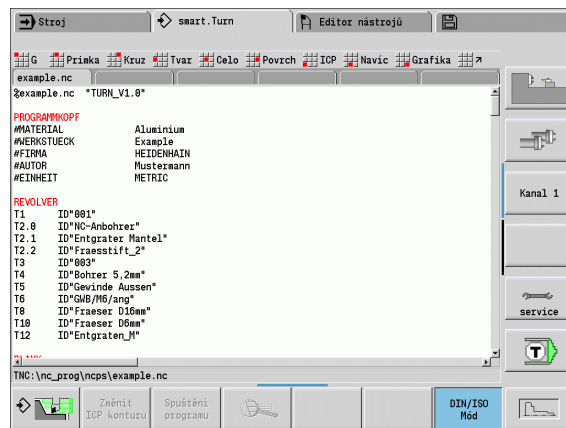 Stroj
smart.Turn
Editor nástrojů
G Primka Kruz Tvar Celo Povrch ICP Navíc Grafika
example.nc
%example.nc "TURN_V1.0"
PROGRAMMKOPF
#MATERIAL Aluminium
#WERKSTUECK Example
#FIRMA HEIDENHAIN
#AUTOR Mustermann
#EINHEIT METRIC
REVOLVER
T1 ID"001"
T2.0 ID"NC-Anbohrer"
T2.1 ID"Entgrater Mantel"
T2.2 ID"Fraesstift_2"
T3 ID"003"
T4 ID"Bohrer 5,2mm"
T5 ID"Gewinde Aussen"
T6 ID"GWB/M6/ang"
T8 ID"Fraeser D16mm"
T10 ID"Fraeser D6mm"
T12 ID"Entgraten_M"
TNC:\nc_prog\ncps\example.nc
Kanal 1
service
T
Změnit
ICP konturu
Spuštění
programu
DIN/ISO
Mód